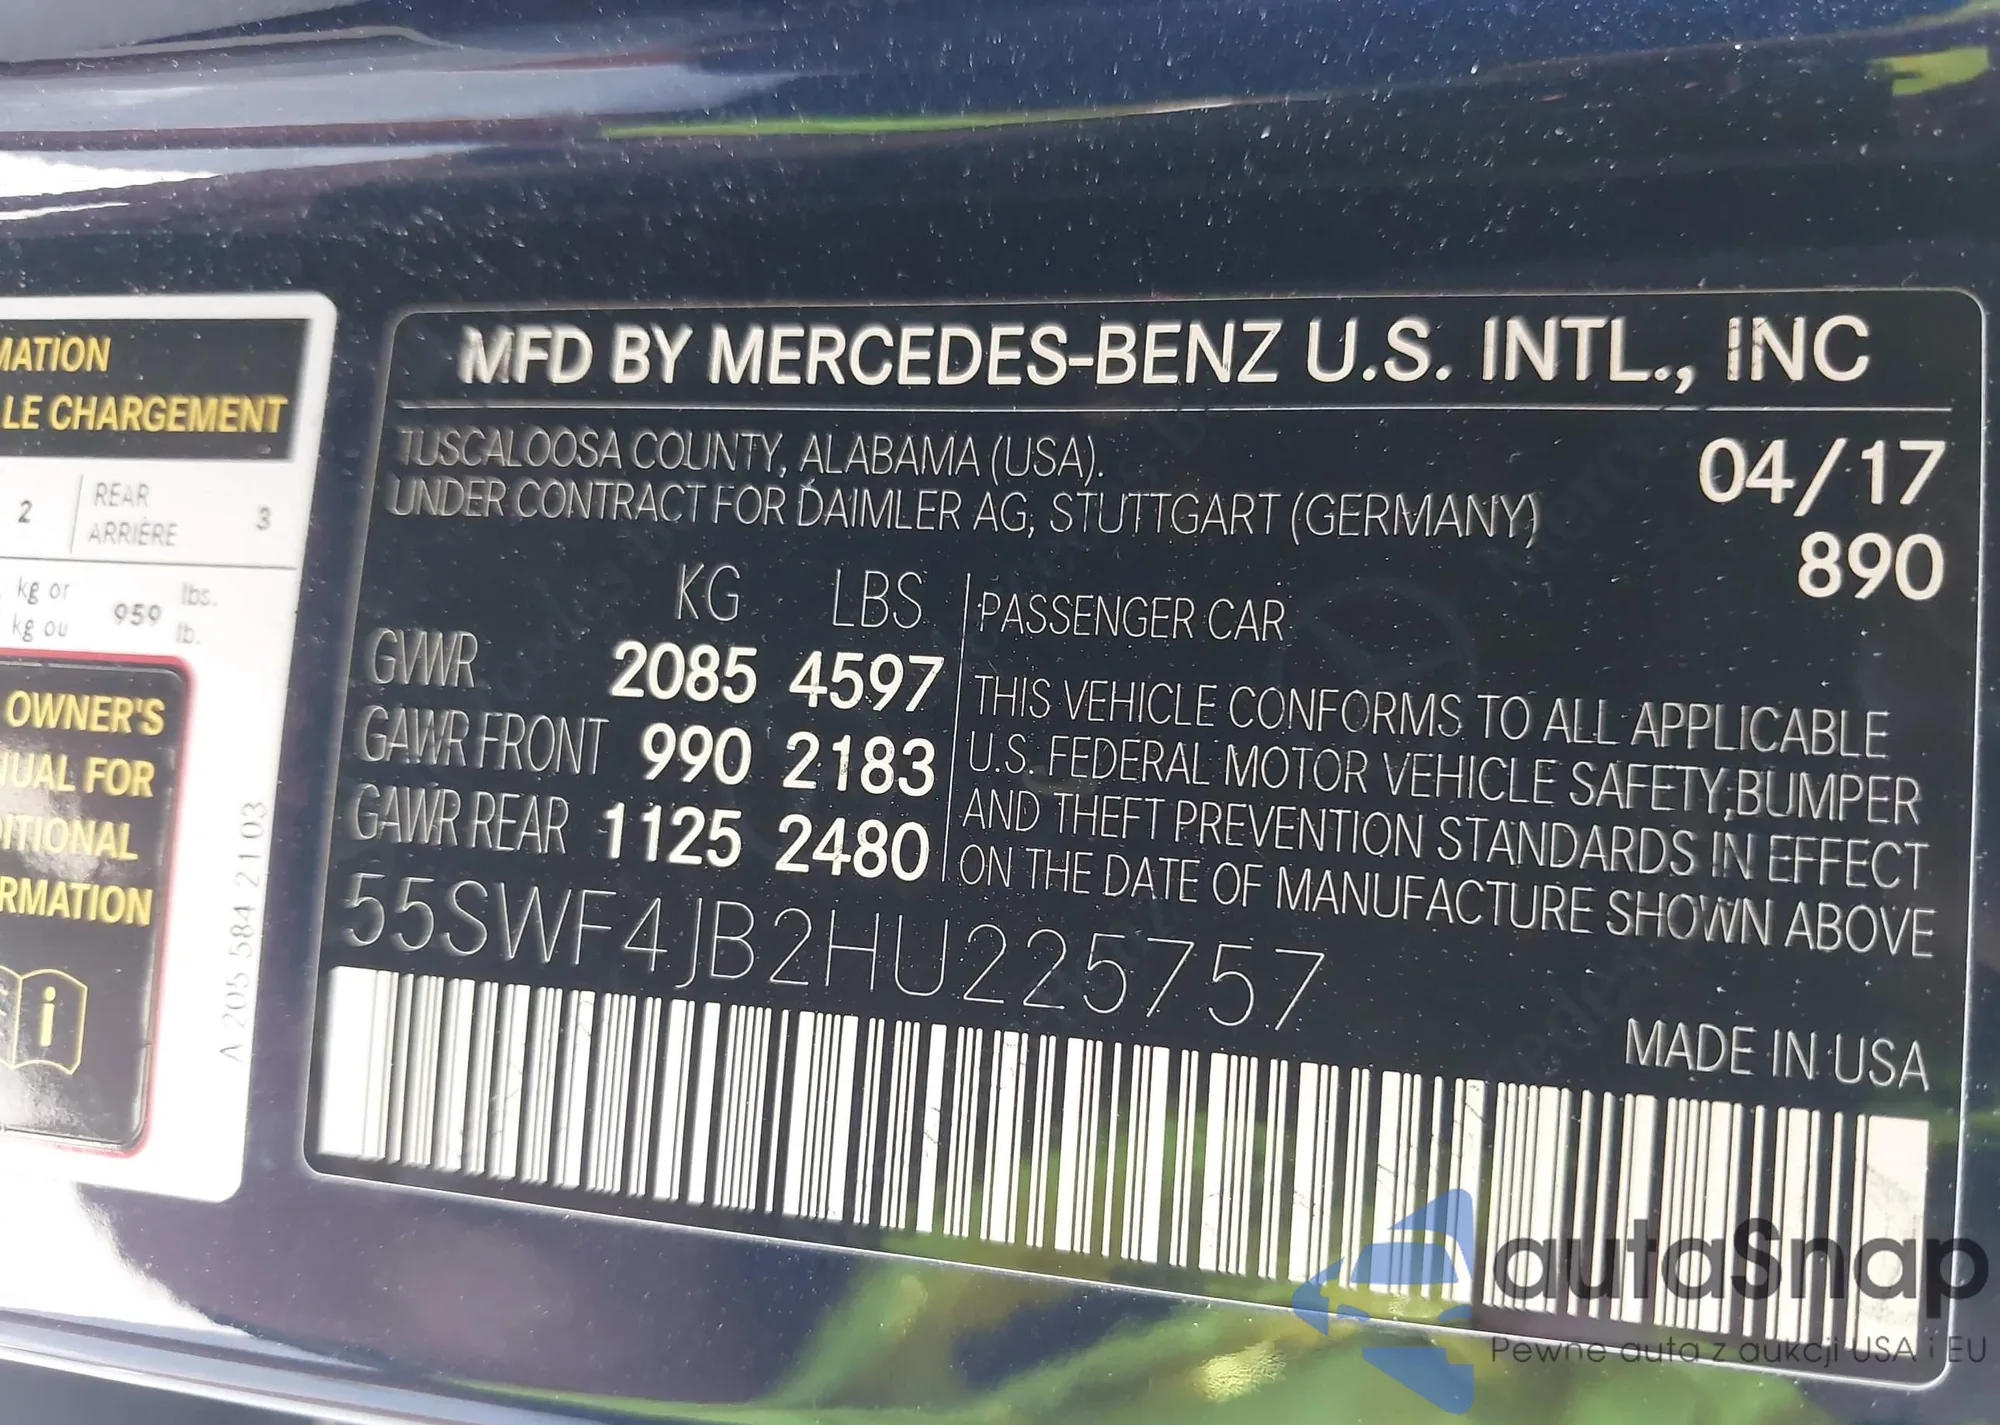 MATION
LE CHARGEMENT
2 REAR ARRIÈRE 3
kg or 959 lbs.
kg ou lb.
OWNER'S
UAL FOR
DITIONAL
RMATION
i
A 205 584 21 03
MFD BY MERCEDES-BENZ U.S. INTL., INC
TUSCALOOSA COUNTY, ALABAMA (USA).
UNDER CONTRACT FOR DAIMLER AG, STUTTGART (GERMANY)
04/17
890
KG LBS
GVWR 2085 4597
GAWR FRONT 990 2183
GAWR REAR 1125 2480
PASSENGER CAR
THIS VEHICLE CONFORMS TO ALL APPLICABLE
U.S. FEDERAL MOTOR VEHICLE SAFETY,BUMPER
AND THEFT PREVENTION STANDARDS IN EFFECT
ON THE DATE OF MANUFACTURE SHOWN ABOVE
55SWF4JB2HU225757
MADE IN USA
autaSnap
Pewne auta z aukcji USA i EU